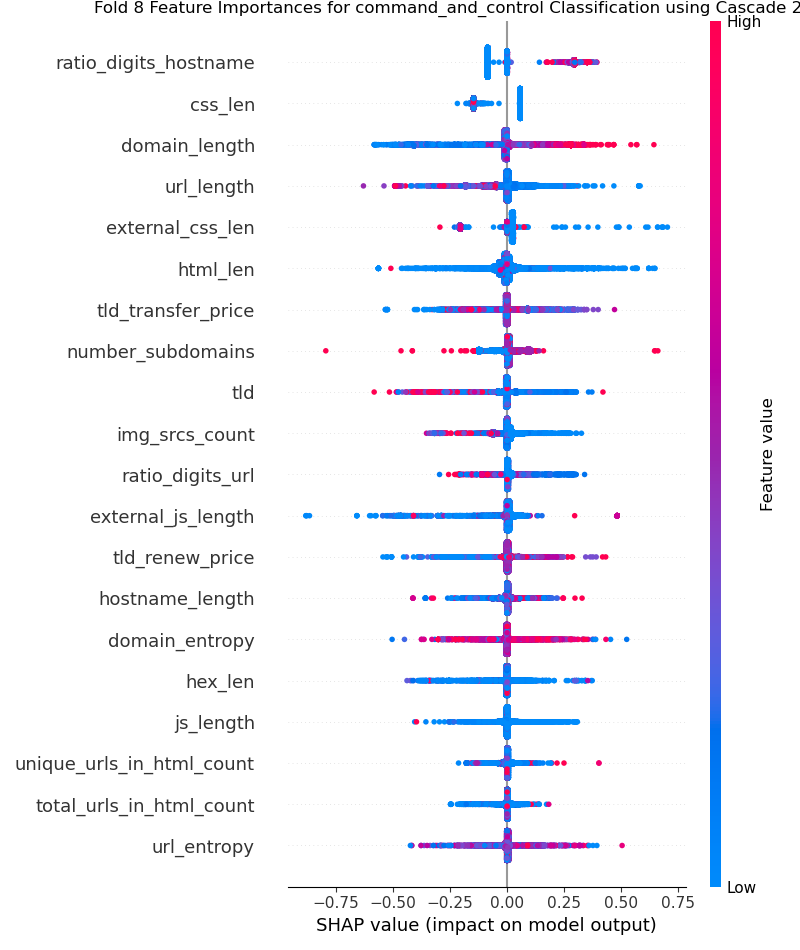 Fold 8 Feature Importances for command_and_control Classification using Cascade 2
High
ratio_digits_hostname
css_len
domain_length
url_length
external_css_len
html_len
tld_transfer_price
number_subdomains
tld
img_srcs_count
ratio_digits_url
external_js_length
tld_renew_price
hostname_length
domain_entropy
hex_len
js_length
unique_urls_in_html_count
total_urls_in_html_count
url_entropy
Feature value
Low
−0.75 −0.50 −0.25 0.00 0.25 0.50 0.75
SHAP value (impact on model output)